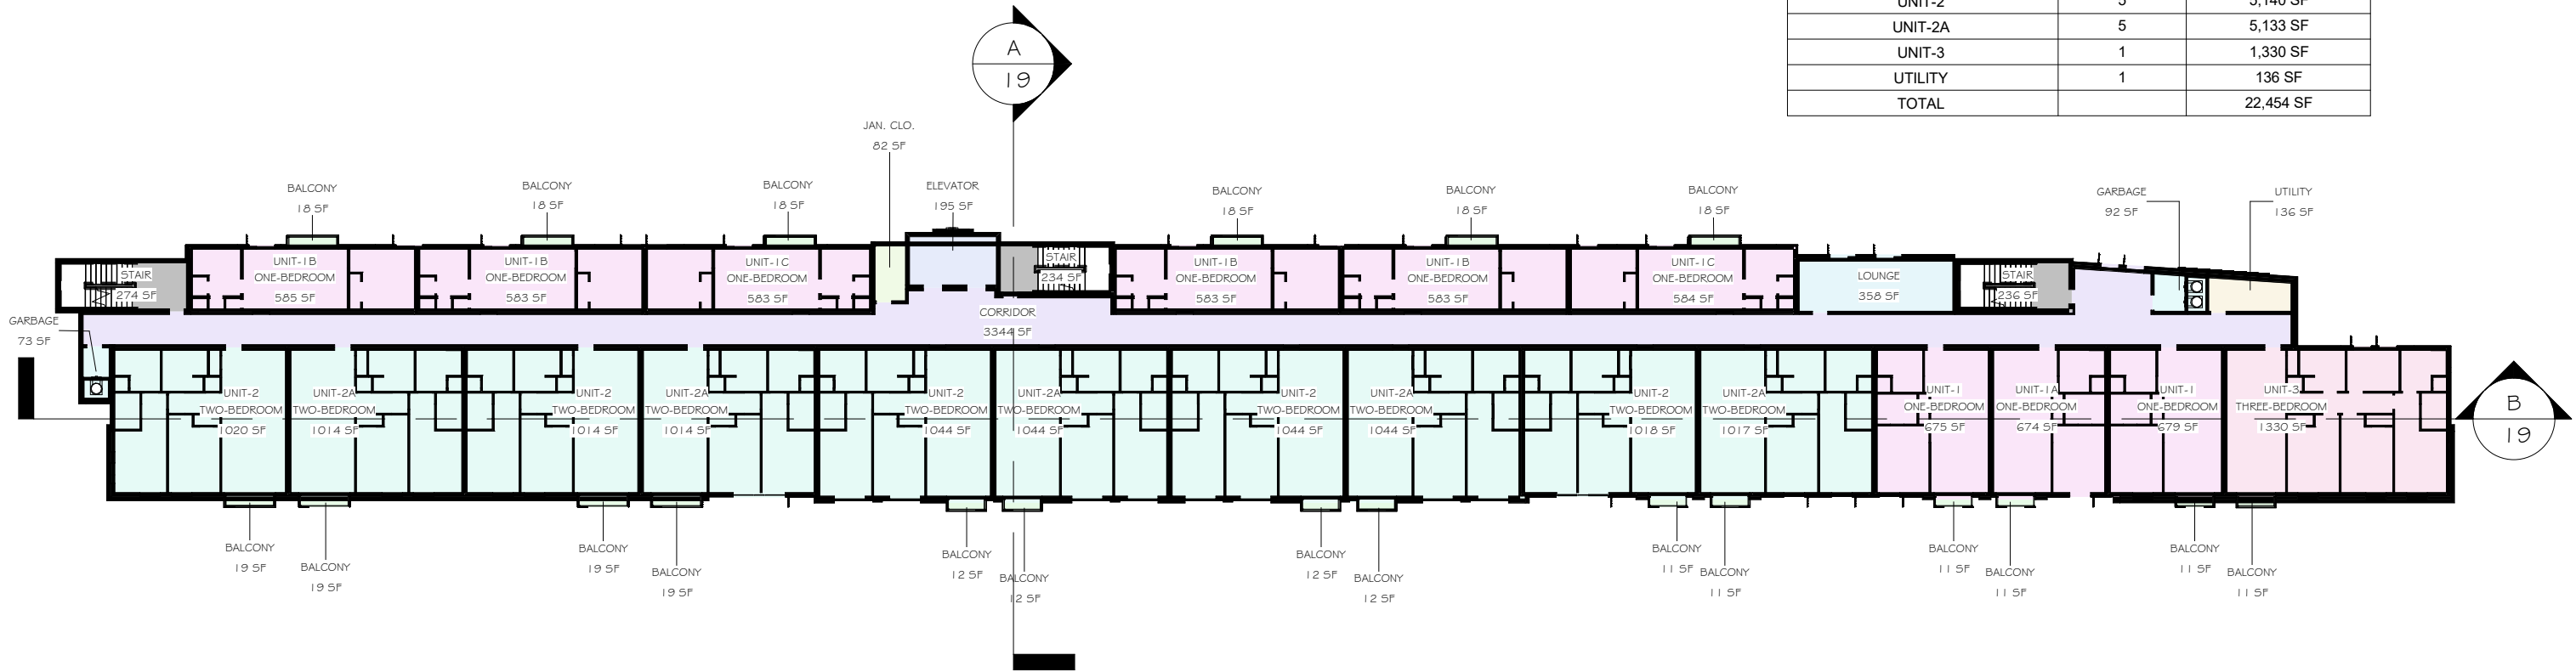 UNIT-2 5 5,140 SF
UNIT-2A 5 5,133 SF
UNIT-3 1 1,330 SF
UTILITY 1 136 SF
TOTAL 22,454 SF
A
19
JAN. CLO.
82 SF
BALCONY
18 SF
BALCONY
18 SF
BALCONY
18 SF
ELEVATOR
195 SF
BALCONY
18 SF
BALCONY
18 SF
BALCONY
18 SF
GARBAGE
92 SF
UTILITY
136 SF
STAIR
274 SF
UNIT-1B
ONE-BEDROOM
585 SF
UNIT-1B
ONE-BEDROOM
583 SF
UNIT-1C
ONE-BEDROOM
583 SF
STAIR
234 SF
UNIT-1B
ONE-BEDROOM
583 SF
UNIT-1B
ONE-BEDROOM
583 SF
UNIT-1C
ONE-BEDROOM
584 SF
LOUNGE
358 SF
STAIR
236 SF
CORRIDOR
3344 SF
GARBAGE
73 SF
UNIT-2
TWO-BEDROOM
1020 SF
UNIT-2A
TWO-BEDROOM
1014 SF
UNIT-2
TWO-BEDROOM
1014 SF
UNIT-2A
TWO-BEDROOM
1014 SF
UNIT-2
TWO-BEDROOM
1044 SF
UNIT-2A
TWO-BEDROOM
1044 SF
UNIT-2
TWO-BEDROOM
1044 SF
UNIT-2A
TWO-BEDROOM
1044 SF
UNIT-2
TWO-BEDROOM
1018 SF
UNIT-2A
TWO-BEDROOM
1017 SF
UNIT-1
ONE-BEDROOM
675 SF
UNIT-1A
ONE-BEDROOM
674 SF
UNIT-1
ONE-BEDROOM
679 SF
UNIT-3
THREE-BEDROOM
1330 SF
B
19
BALCONY
19 SF
BALCONY
19 SF
BALCONY
19 SF
BALCONY
19 SF
BALCONY
12 SF
BALCONY
12 SF
BALCONY
12 SF
BALCONY
12 SF
BALCONY
11 SF
BALCONY
11 SF
BALCONY
11 SF
BALCONY
11 SF
BALCONY
11 SF
BALCONY
11 SF